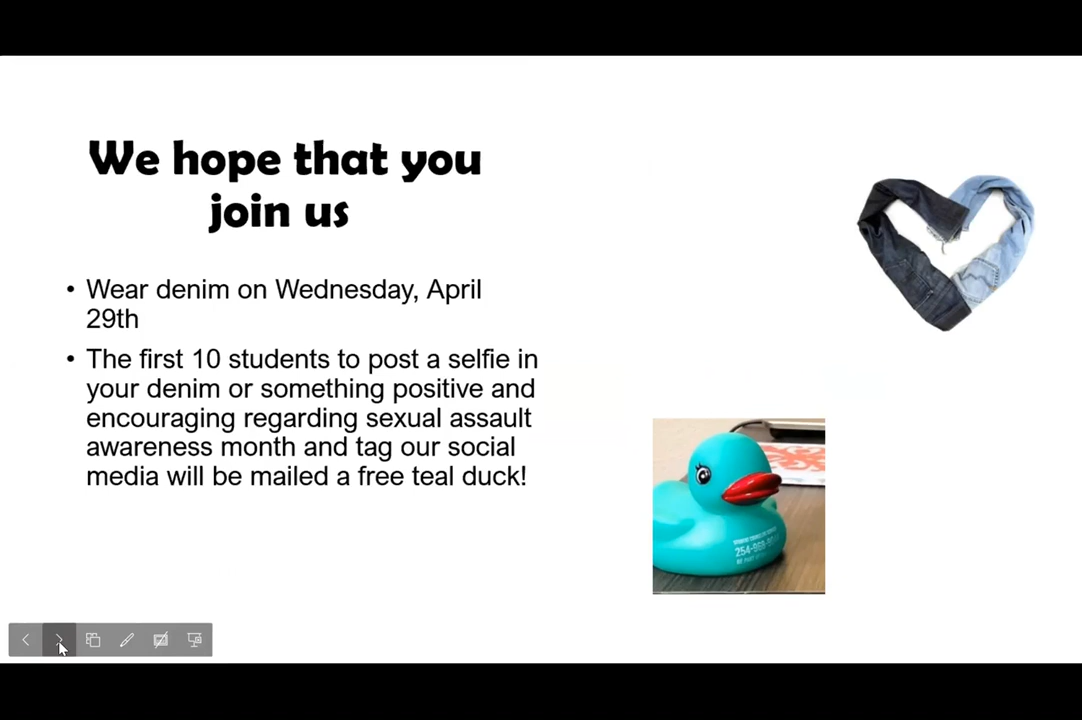 We hope that you
join us
• Wear denim on Wednesday, April
29th
• The first 10 students to post a selfie in
your denim or something positive and
encouraging regarding sexual assault
awareness month and tag our social
media will be mailed a free teal duck!